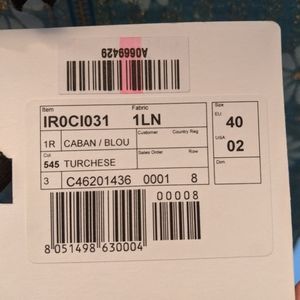 A0669429
Item Fabric Size
IR0CI031 1LN EU 40
1R CABAN / BLOU Customer Country Reg USA
Col 545 TURCHESE Sales Order Row 02
3 C46201436 0001 8 Dim
00008
8 051498 630004